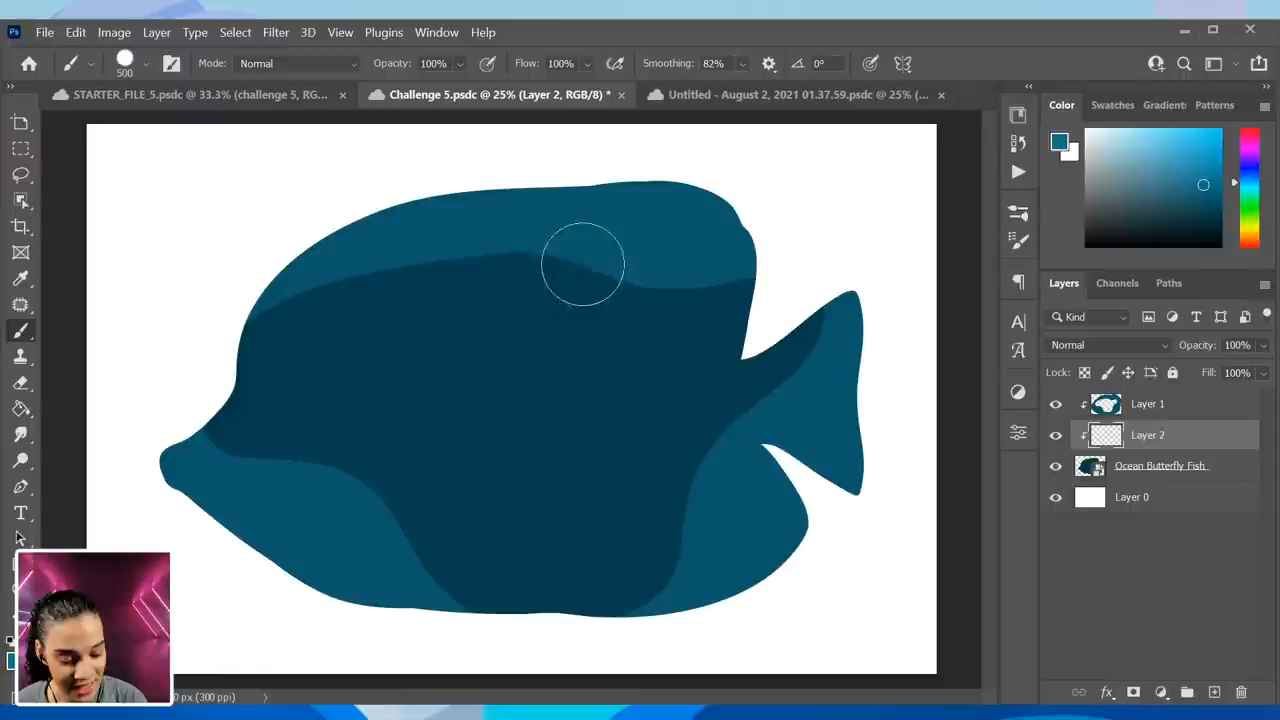 Ps File Edit Image Layer Type Select Filter 3D View Plugins Window Help
500 Mode: Normal Opacity: 100% Flow: 100% Smoothing: 82% 0°
STARTER_FILE_5.psdc @ 33.3% (challenge 5, RG... × Challenge 5.psdc @ 25% (Layer 2, RGB/8) * × Untitled - August 2, 2021 01.37.59.psdc @ 25% (... ×
Color Swatches Gradient: Patterns
Layers Channels Paths
Kind
Normal Opacity: 100%
Lock: Fill: 100%
Layer 1
Layer 2
Ocean Butterfly Fish
Layer 0
0 px (300 ppi)